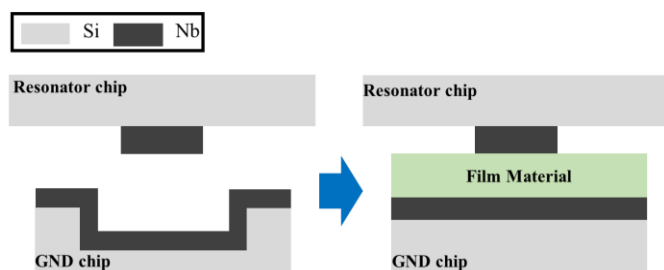 Si Nb
Resonator chip
GND chip
Resonator chip
Film Material
GND chip